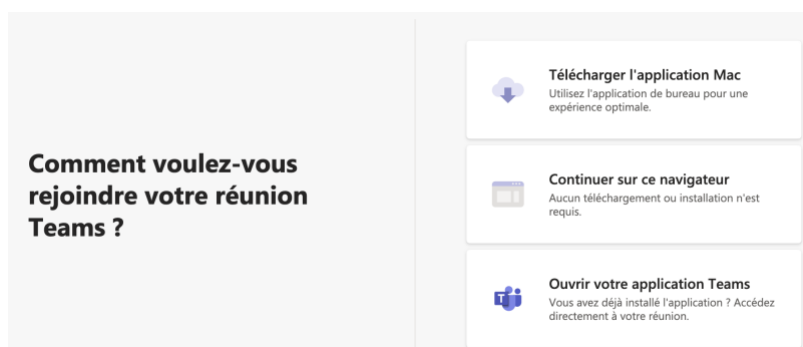 Comment voulez-vous
rejoindre votre réunion
Teams ?
Télécharger l'application Mac
Utilisez l'application de bureau pour une
expérience optimale.
Continuer sur ce navigateur
Aucun téléchargement ou installation n'est
requis.
Ouvrir votre application Teams
Vous avez déjà installé l'application ? Accédez
directement à votre réunion.